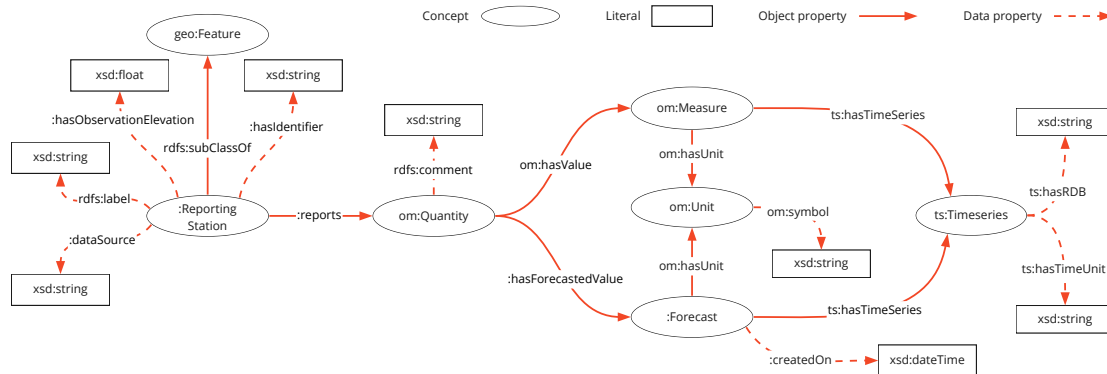 Concept
Literal
Object property
Data property
geo:Feature
xsd:float
xsd:string
:hasObservationElevation
:hasIdentifier
rdfs:subClassOf
xsd:string
rdfs:label
:Reporting
Station
:dataSource
xsd:string
:reports
xsd:string
rdfs:comment
om:Quantity
om:hasValue
:hasForecastedValue
om:Measure
om:hasUnit
om:Unit
om:symbol
xsd:string
om:hasUnit
:Forecast
:createdOn
xsd:dateTime
ts:hasTimeSeries
ts:hasTimeSeries
ts:Timeseries
xsd:string
ts:hasRDB
ts:hasTimeUnit
xsd:string